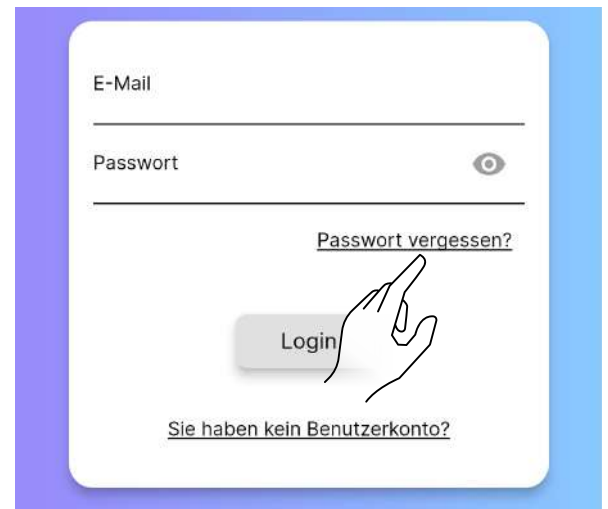 E-Mail
Passwort
Passwort vergessen?
Login
Sie haben kein Benutzerkonto?